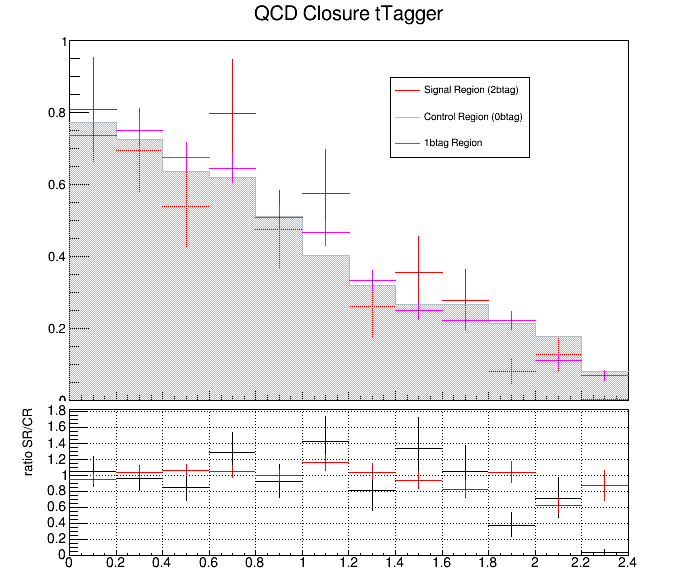 QCD Closure tTagger
1
0.8
0.6
0.4
0.2
0
Signal Region (2btag)
Control Region (0btag)
1btag Region
ratio SR/CR
1.8
1.6
1.4
1.2
1
0.8
0.6
0.4
0.2
0
0 0.2 0.4 0.6 0.8 1 1.2 1.4 1.6 1.8 2 2.2 2.4